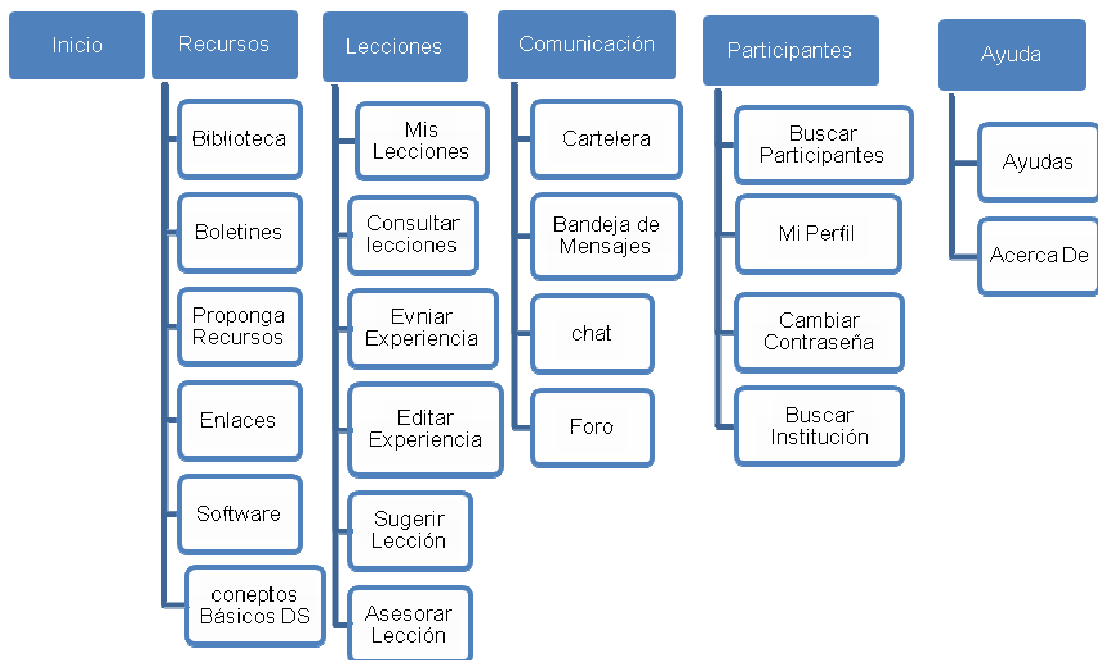 Inicio
Recursos
Lecciones
Comunicación
Participantes
Ayuda
Biblioteca
Boletines
Proponga
Recursos
Enlaces
Software
coneptos
Básicos DS
Mis
Lecciones
Consultar
lecciones
Evniar
Experiencia
Editar
Experiencia
Sugerir
Lección
Asesorar
Lección
Cartelera
Bandeja de
Mensajes
chat
Foro
Buscar
Participantes
Mi Perfil
Cambiar
Contraseña
Buscar
Institución
Ayudas
Acerca De